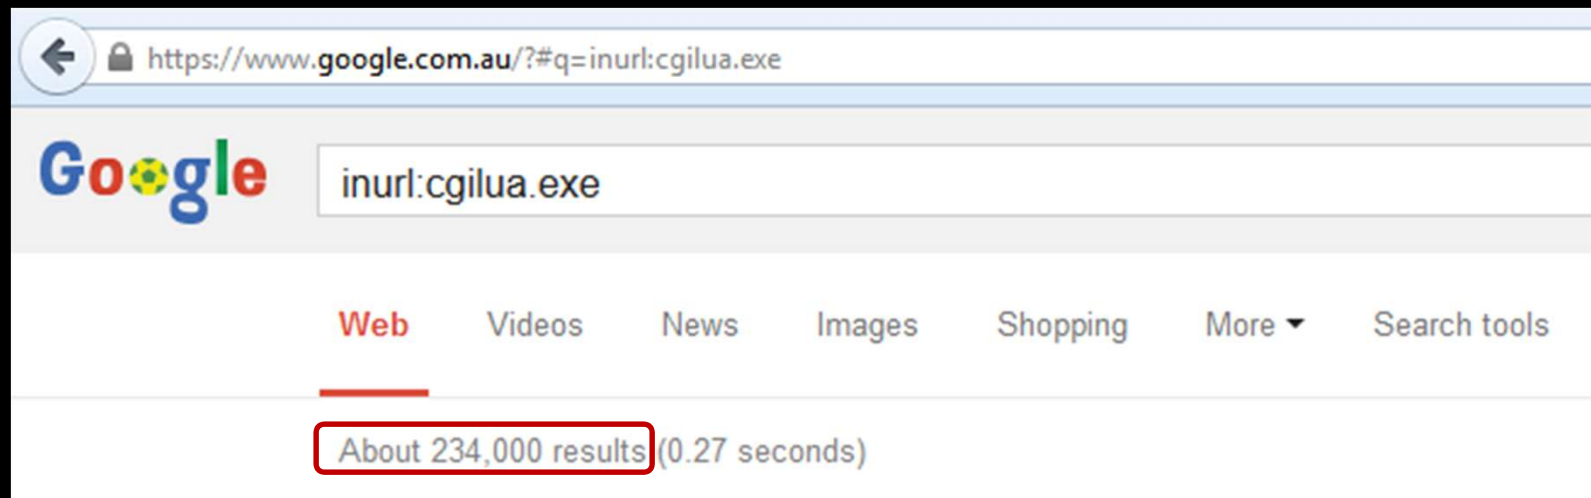 https://www.google.com.au/?#q=inurl:cgilua.exe
Google inurl:cgilua.exe
Web Videos News Images Shopping More Search tools
About 234,000 results (0.27 seconds)